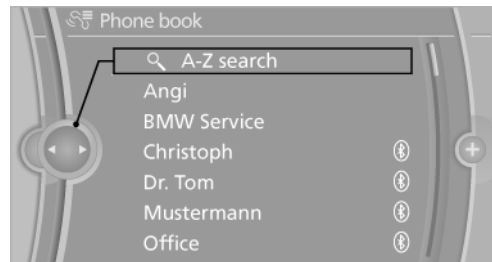 Phone book
A-Z search
Angi
BMW Service
Christoph
Dr. Tom
Mustermann
Office